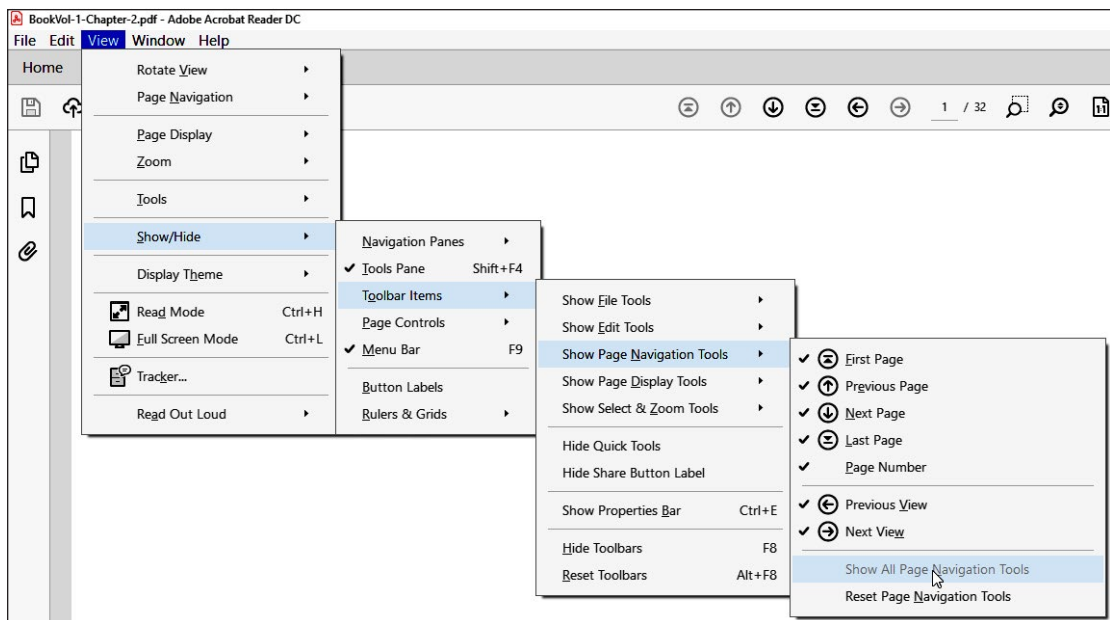 BookVol-1-Chapter-2.pdf - Adobe Acrobat Reader DC
File Edit View Window Help
Home
1 / 32
Rotate View
Page Navigation
Page Display
Zoom
Tools
Show/Hide
Display Theme
Read Mode Ctrl+H
Full Screen Mode Ctrl+L
Tracker...
Read Out Loud
Navigation Panes
Tools Pane Shift+F4
Toolbar Items
Page Controls
Menu Bar F9
Button Labels
Rulers & Grids
Show File Tools
Show Edit Tools
Show Page Navigation Tools
Show Page Display Tools
Show Select & Zoom Tools
Hide Quick Tools
Hide Share Button Label
Show Properties Bar Ctrl+E
Hide Toolbars F8
Reset Toolbars Alt+F8
First Page
Previous Page
Next Page
Last Page
Page Number
Previous View
Next View
Show All Page Navigation Tools
Reset Page Navigation Tools